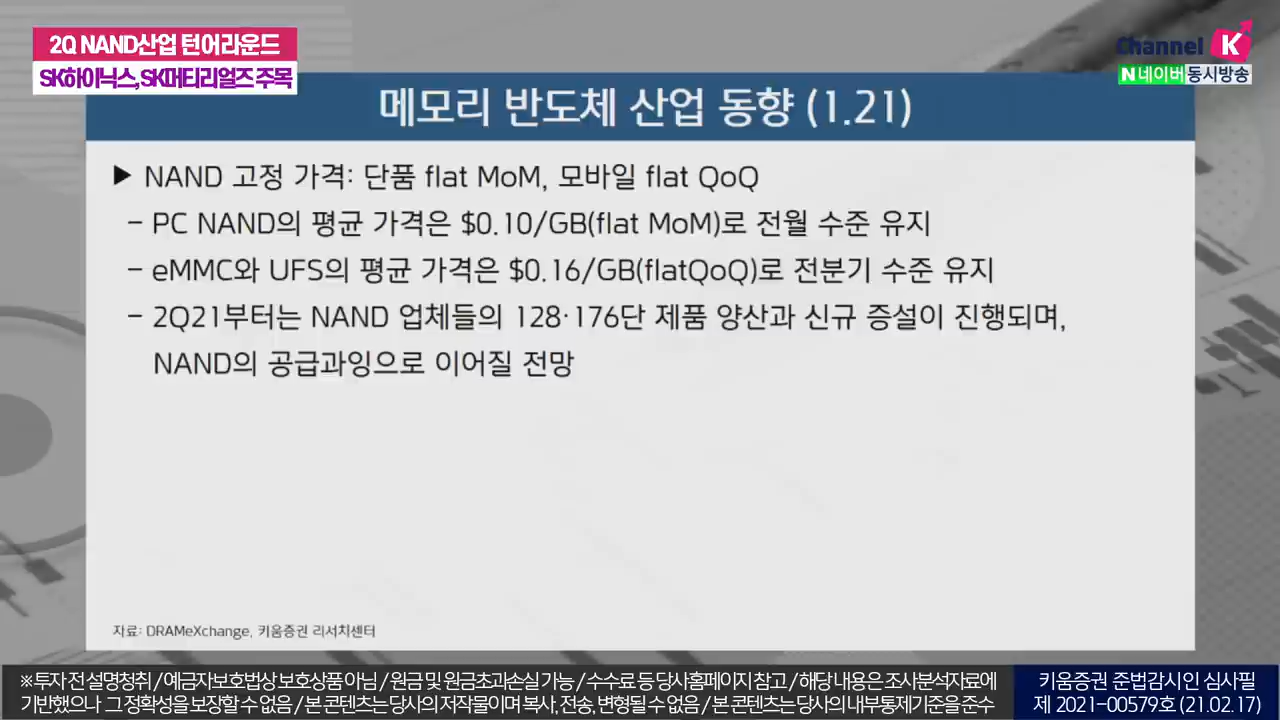 2Q NAND산업 턴어라운드
SK하이닉스, SK머티리얼즈 주목
Channel K
N 네이버 동시방송
메모리 반도체 산업 동향 (1.21)
▶ NAND 고정 가격: 단품 flat MoM, 모바일 flat QoQ
– PC NAND의 평균 가격은 $0.10/GB(flat MoM)로 전월 수준 유지
– eMMC와 UFS의 평균 가격은 $0.16/GB(flatQoQ)로 전분기 수준 유지
– 2Q21부터는 NAND 업체들의 128·176단 제품 양산과 신규 증설이 진행되며,
NAND의 공급과잉으로 이어질 전망
자료: DRAMeXchange, 키움증권 리서치센터
※ 투자 전 설명청취 / 예금자보호법상 보호상품 아님 / 원금 및 원금초과손실 가능 / 수수료 등 당사홈페이지 참고 / 해당 내용은 조사분석자료에
기반했으나 그 정확성을 보장할 수 없음 / 본 콘텐츠는 당사의 저작물이며 복사, 전송, 변형될 수 없음 / 본 콘텐츠는 당사의 내부통제기준을 준수
키움증권 준법감시인 심사필
제 2021-00579호 (21.02.17)